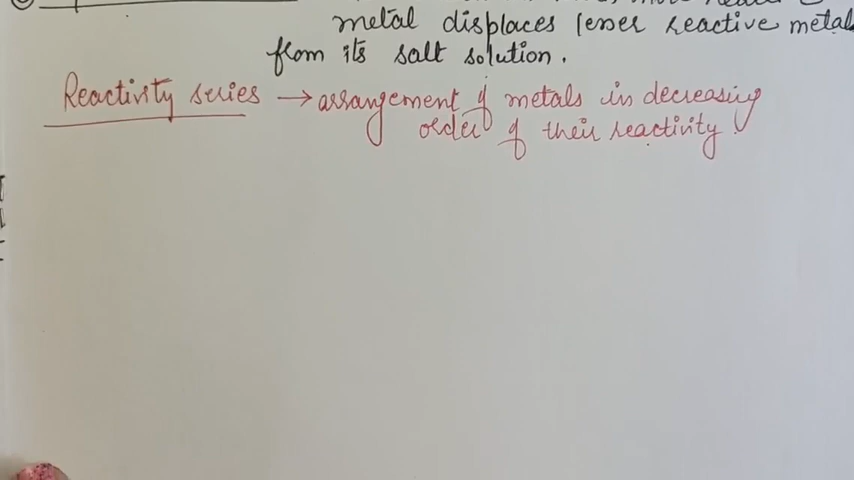 metal displaces lesser reactive metal
from its salt solution.
Reactivity series → arrangement of metals in decreasing
order of their reactivity.